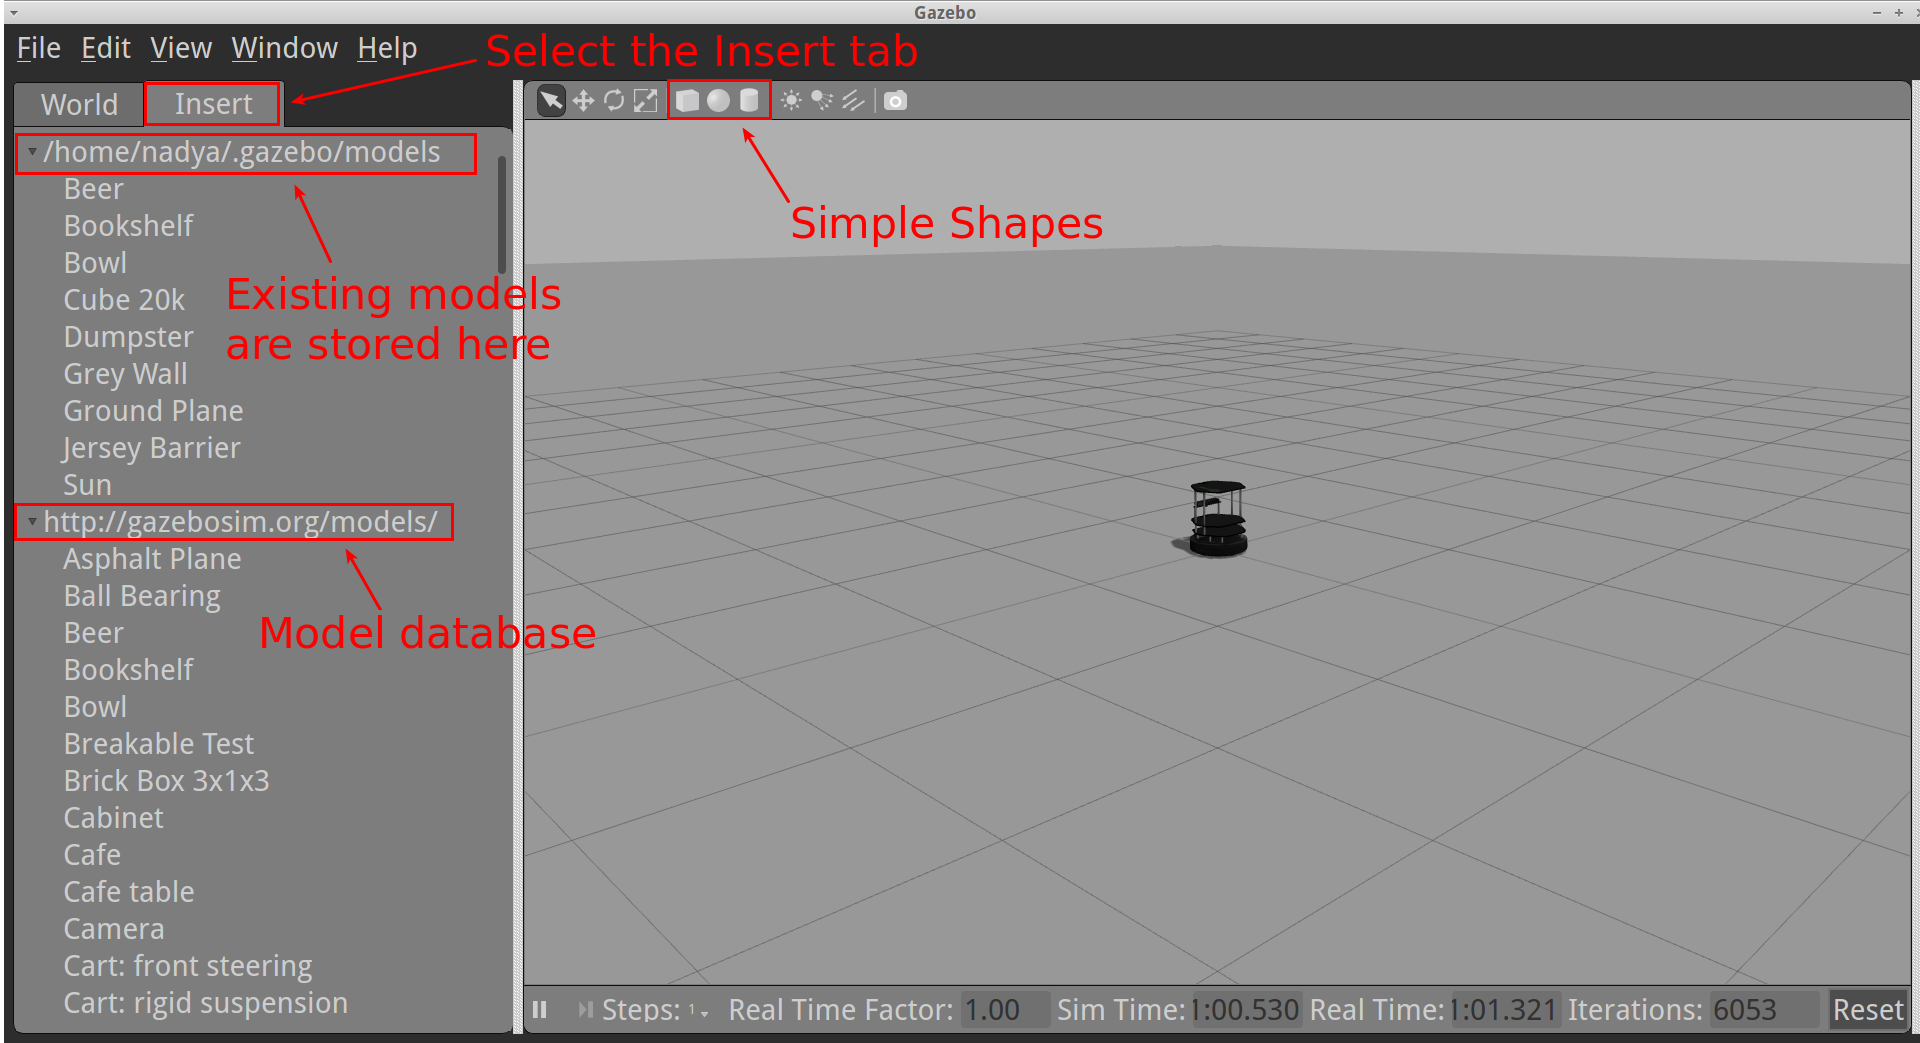 Gazebo
File Edit View Window Help
Select the Insert tab
World Insert
/home/nadya/.gazebo/models
Beer
Bookshelf
Bowl
Cube 20k
Dumpster
Grey Wall
Ground Plane
Jersey Barrier
Sun
Existing models
are stored here
http://gazebosim.org/models/
Asphalt Plane
Ball Bearing
Beer
Bookshelf
Bowl
Breakable Test
Brick Box 3x1x3
Cabinet
Cafe
Cafe table
Camera
Cart: front steering
Cart: rigid suspension
Model database
Simple Shapes
Steps: 1 Real Time Factor: 1.00 Sim Time: 1:00.530 Real Time: 1:01.321 Iterations: 6053 Reset